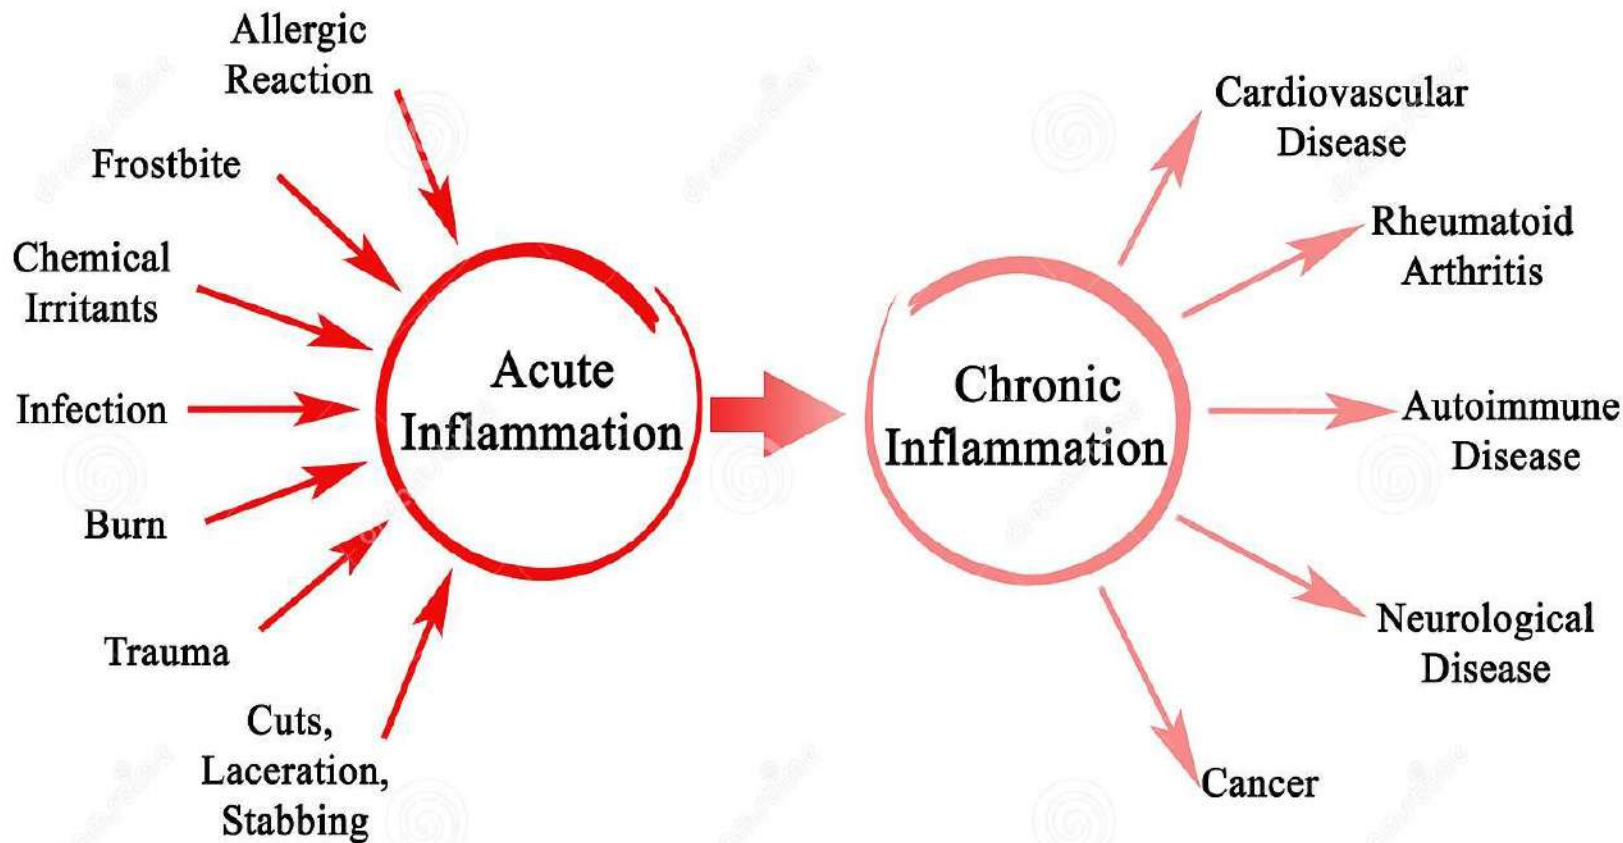 Allergic
Reaction
Frostbite
Chemical
Irritants
Infection
Burn
Trauma
Cuts,
Laceration,
Stabbing
Acute
Inflammation
Chronic
Inflammation
Cardiovascular
Disease
Rheumatoid
Arthritis
Autoimmune
Disease
Neurological
Disease
Cancer